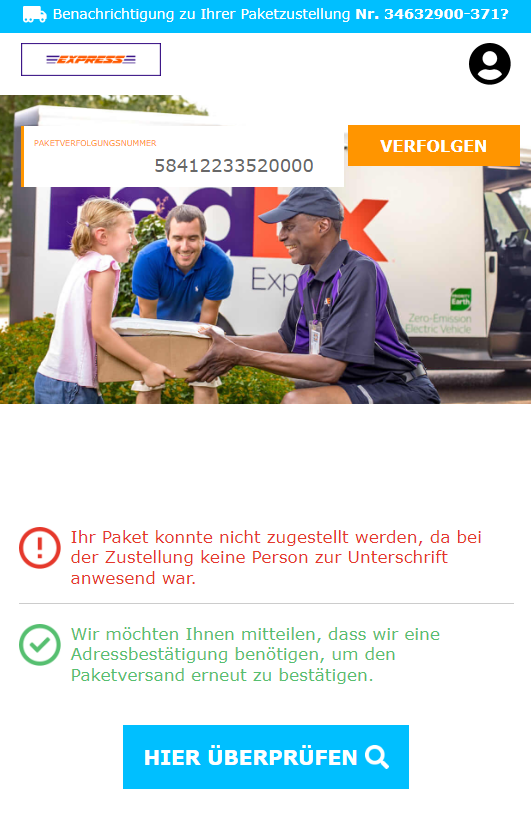 Benachrichtigung zu Ihrer Paketzustellung Nr. 34632900-371?
EXPRESS
PAKETVERFOLGUNGSNUMMER
58412233520000
VERFOLGEN
Exp
Zero-Emission
Electric Vehicle
Ihr Paket konnte nicht zugestellt werden, da bei
der Zustellung keine Person zur Unterschrift
anwesend war.
Wir möchten Ihnen mitteilen, dass wir eine
Adressbestätigung benötigen, um den
Paketversand erneut zu bestätigen.
HIER ÜBERPRÜFEN